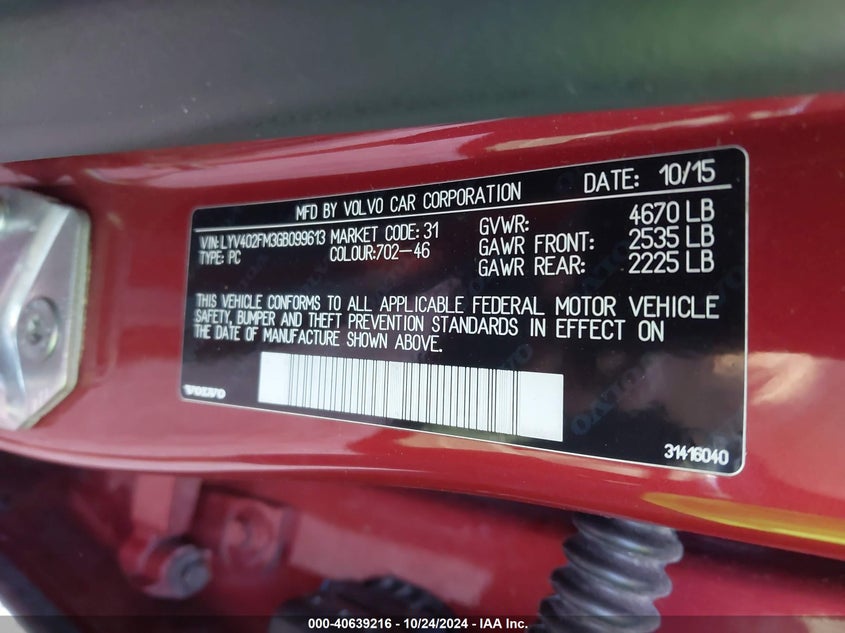 MFD BY VOLVO CAR CORPORATION DATE: 10/15
VIN: LYV402FM3GB099613 MARKET CODE: 31 GVWR: 4670 LB
TYPE: PC COLOUR: 702-46 GAWR FRONT: 2535 LB
GAWR REAR: 2225 LB
THIS VEHICLE CONFORMS TO ALL APPLICABLE FEDERAL MOTOR VEHICLE
SAFETY, BUMPER AND THEFT PREVENTION STANDARDS IN EFFECT ON
THE DATE OF MANUFACTURE SHOWN ABOVE.
VOLVO
31416040
000-40639216 - 10/24/2024 - IAA Inc.